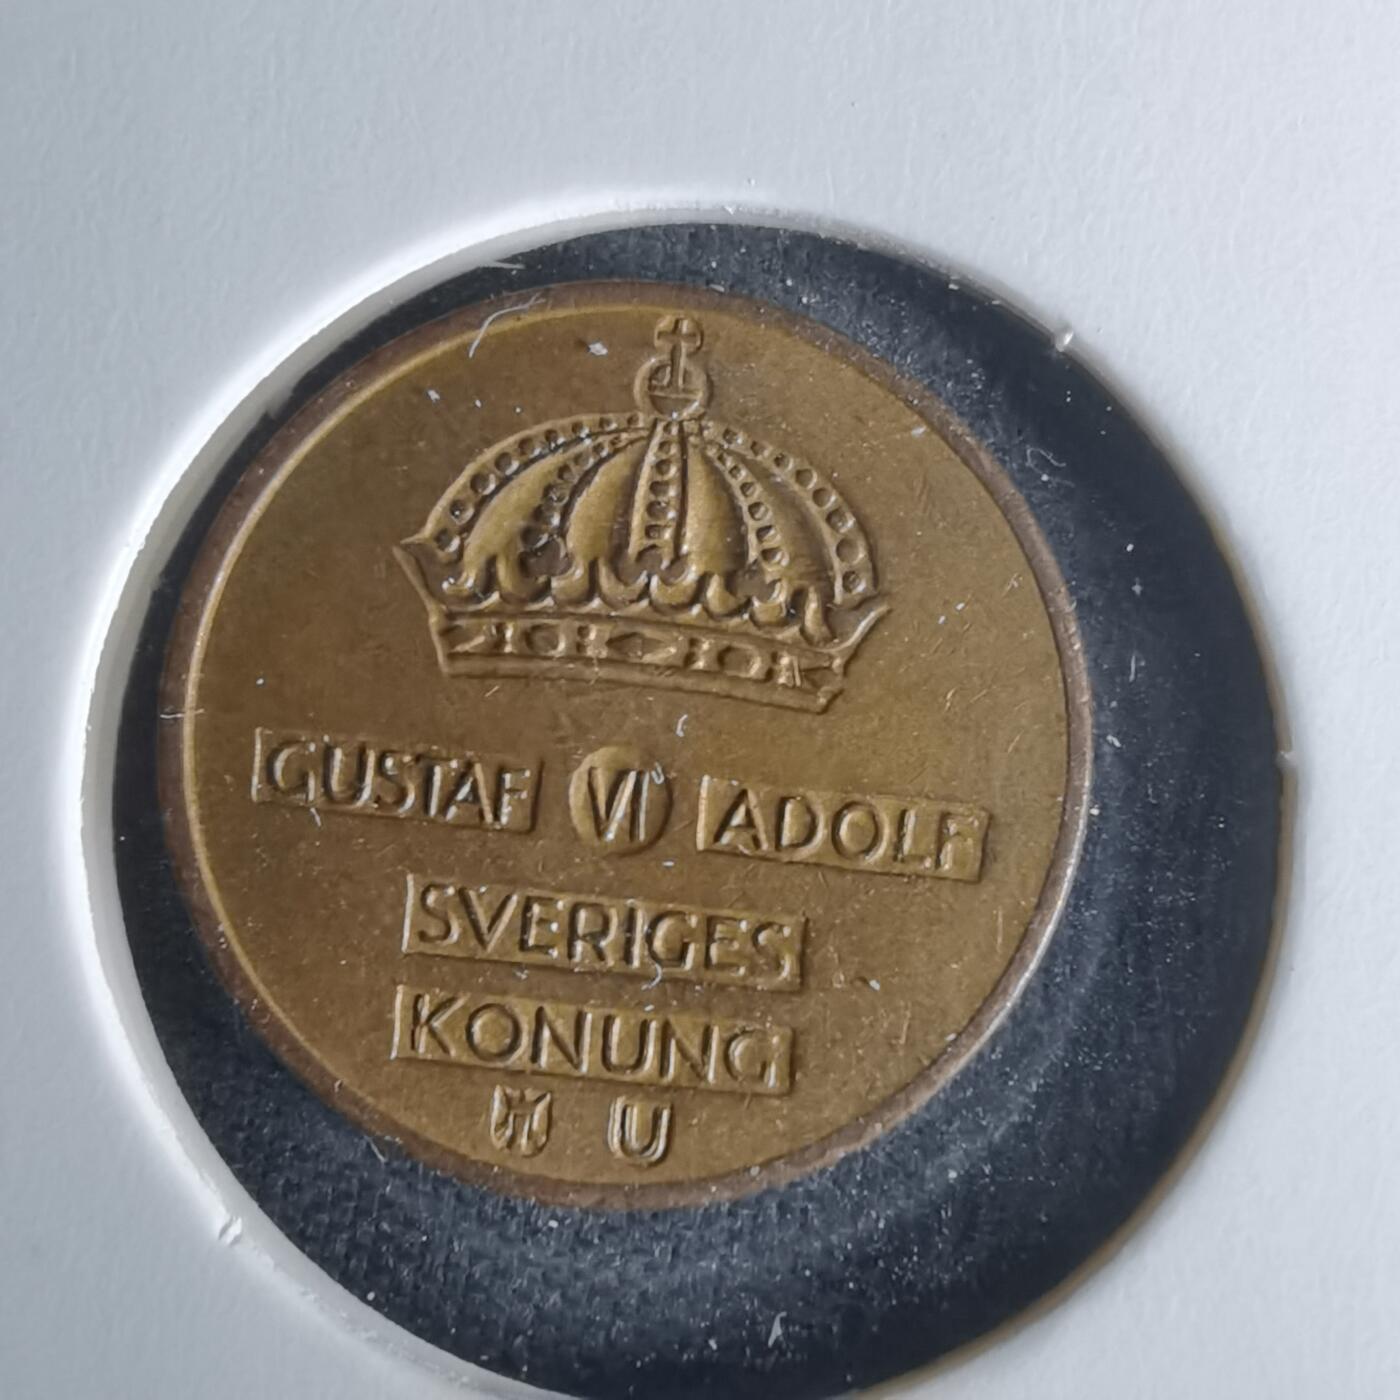 GUSTAF VI ADOLF
SVERIGES
KONUNG
U